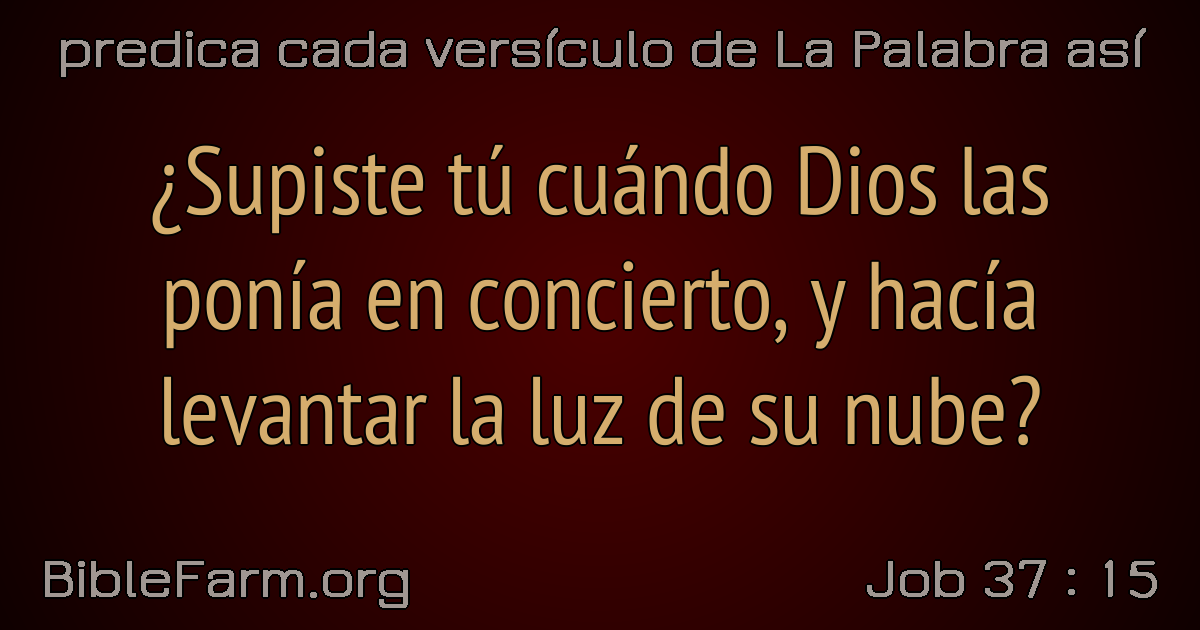 predica cada versículo de La Palabra así
¿Supiste tú cuándo Dios las
ponía en concierto, y hacía
levantar la luz de su nube?
BibleFarm.org
Job 37 : 15